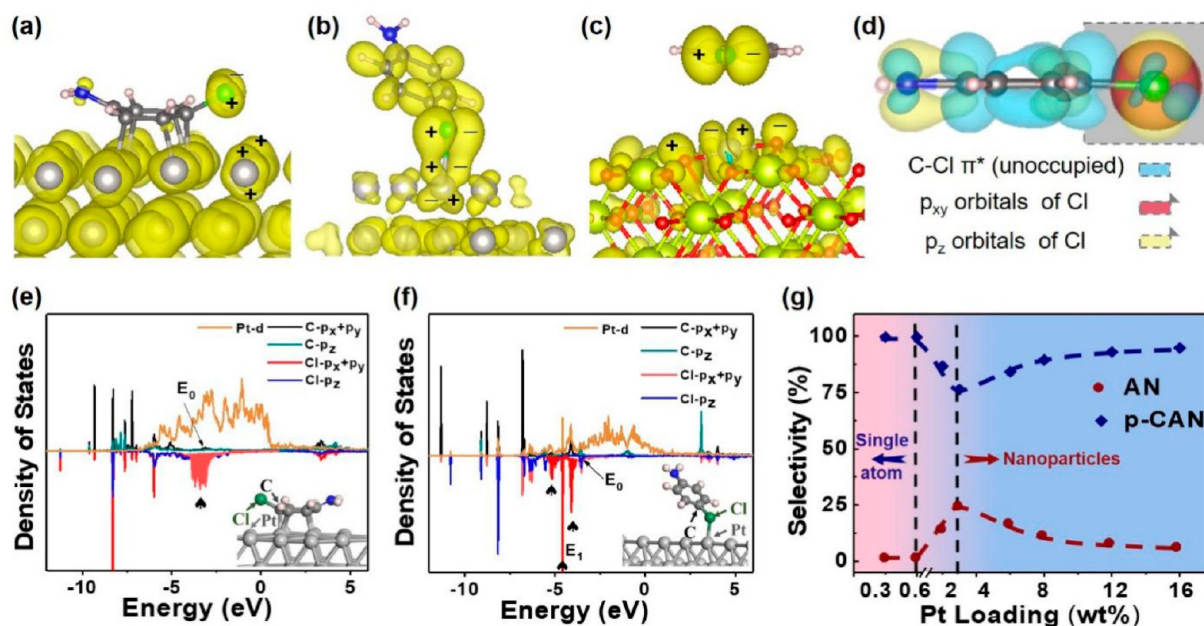 (a)
(b)
(c)
(d)
−
+
+
+
+
+
−
+
−
−
+
+
−
+
−
+
−
C-Cl π* (unoccupied)
pxy orbitals of Cl
pz orbitals of Cl
(e)
Pt-d
C-px+py
C-pz
Cl-px+py
Cl-pz
E0
Density of States
♠
C
Cl
Pt
-10 -5 0 5
Energy (eV)
(f)
Pt-d
C-px+py
C-pz
Cl-px+py
Cl-pz
Density of States
E0
♠
♠
E1
♠
Cl
C
Pt
-10 -5 0 5
Energy (eV)
(g)
100
75
50
25
0
Selectivity (%)
AN
p-CAN
Single
atom
Nanoparticles
0.3 0.6 2 4 8 12 16
Pt Loading (wt%)